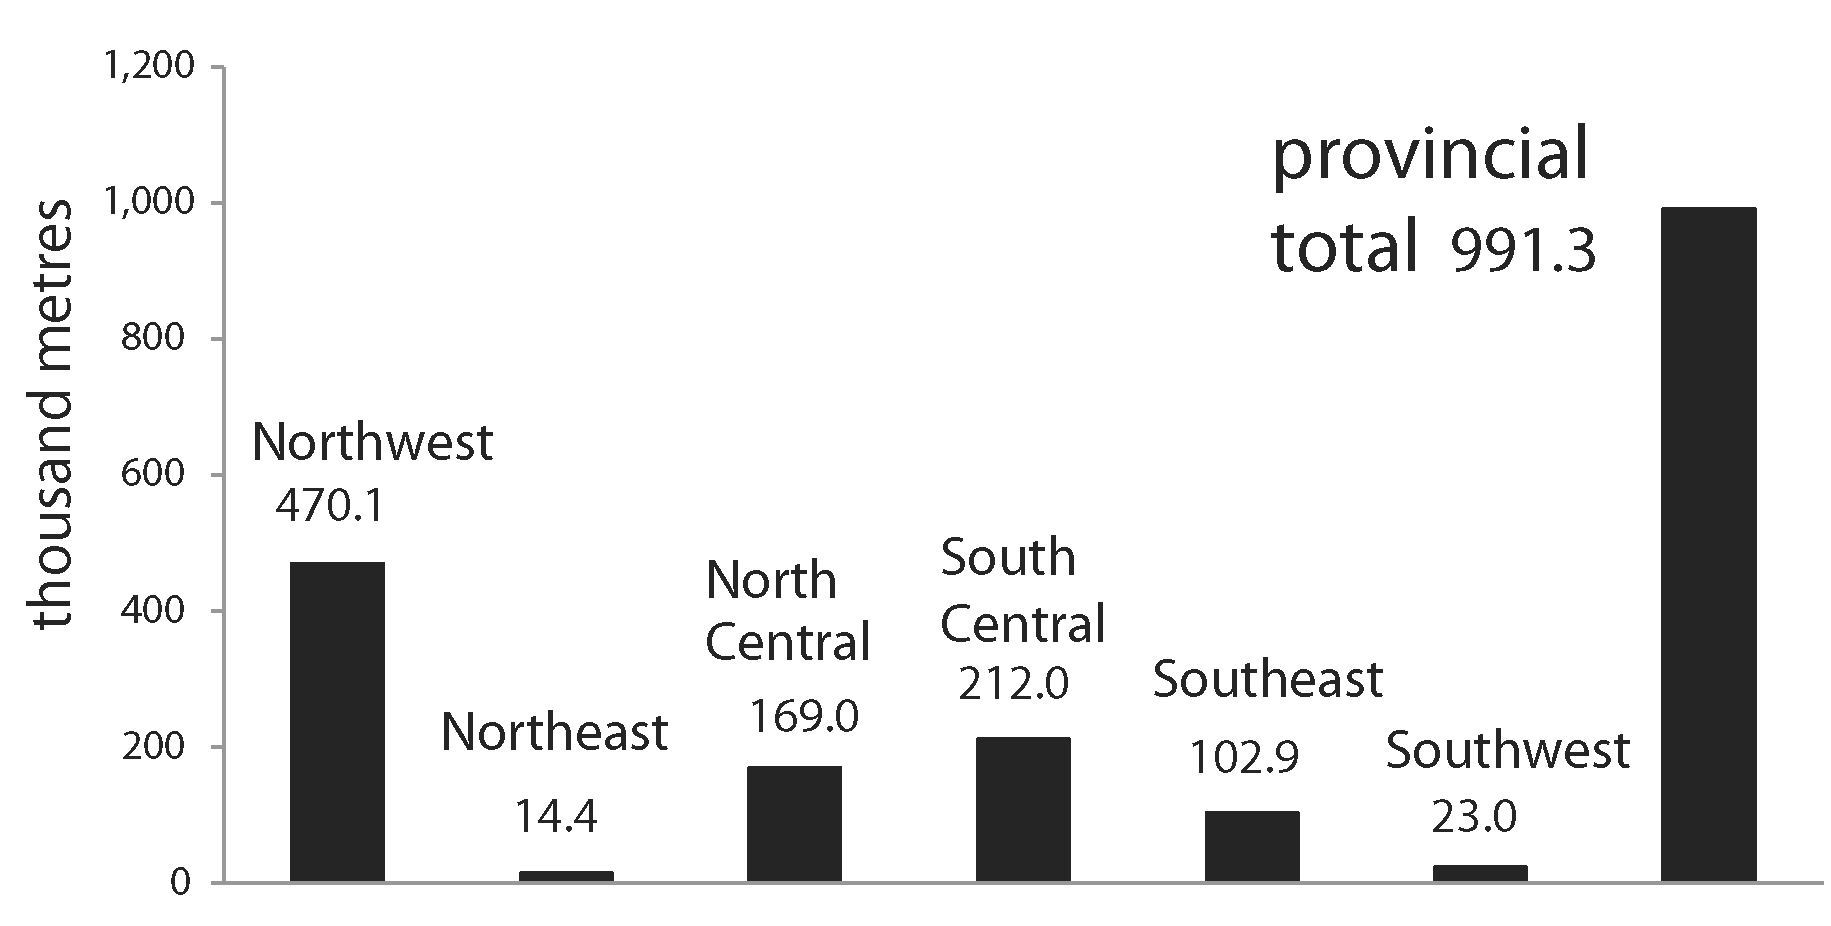 1,200
1,000
800
600
400
200
0
thousand metres
Northwest
470.1
Northeast
14.4
North
Central
169.0
South
Central
212.0
Southeast
102.9
Southwest
23.0
provincial
total 991.3